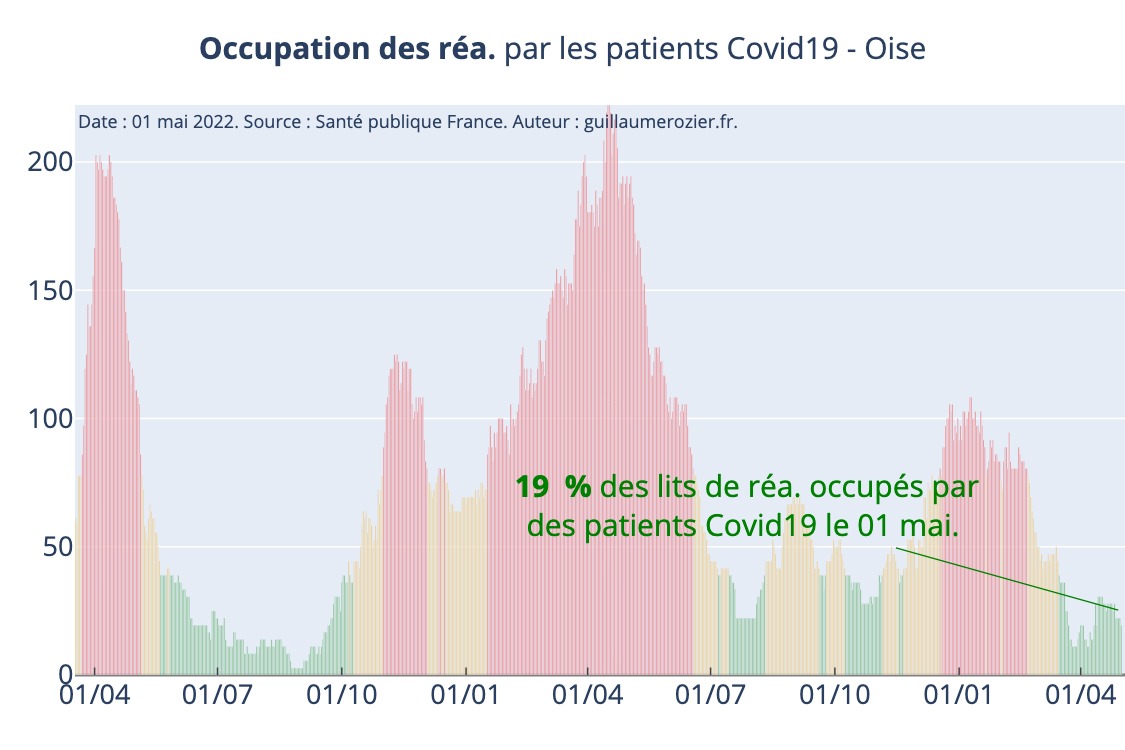 Occupation des réa. par les patients Covid19 - Oise
Date : 01 mai 2022. Source : Santé publique France. Auteur : guillaumerozier.fr.
200
150
100
50
0
19 % des lits de réa. occupés par
des patients Covid19 le 01 mai.
01/04 01/07 01/10 01/01 01/04 01/07 01/10 01/01 01/04